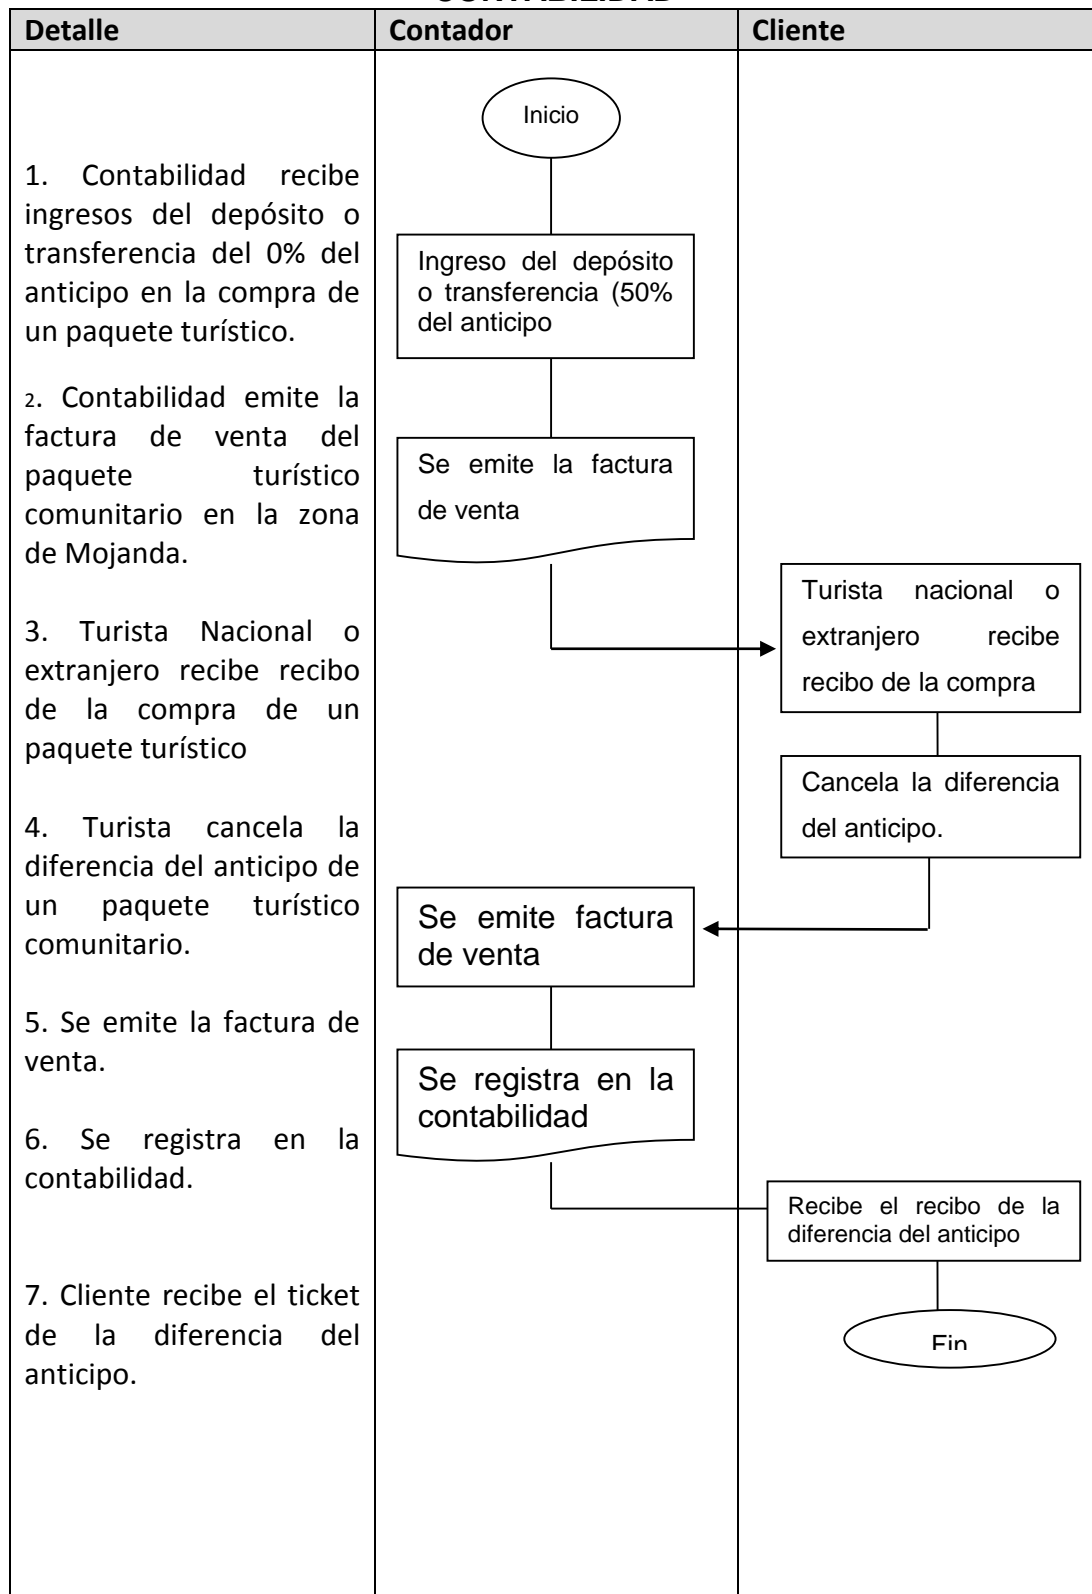 Detalle
Contador
Cliente
1. Contabilidad recibe
ingresos del depósito o
transferencia del 0% del
anticipo en la compra de
un paquete turístico.
2. Contabilidad emite la
factura de venta del
paquete turístico
comunitario en la zona
de Mojanda.
3. Turista Nacional o
extranjero recibe recibo
de la compra de un
paquete turístico
4. Turista cancela la
diferencia del anticipo de
un paquete turístico
comunitario.
5. Se emite la factura de
venta.
6. Se registra en la
contabilidad.
7. Cliente recibe el ticket
de la diferencia del
anticipo.
Inicio
Ingreso del depósito
o transferencia (50%
del anticipo
Se emite la factura
de venta
Turista nacional o
extranjero recibe
recibo de la compra
Cancela la diferencia
del anticipo.
Se emite factura
de venta
Se registra en la
contabilidad
Recibe el recibo de la
diferencia del anticipo
Fin